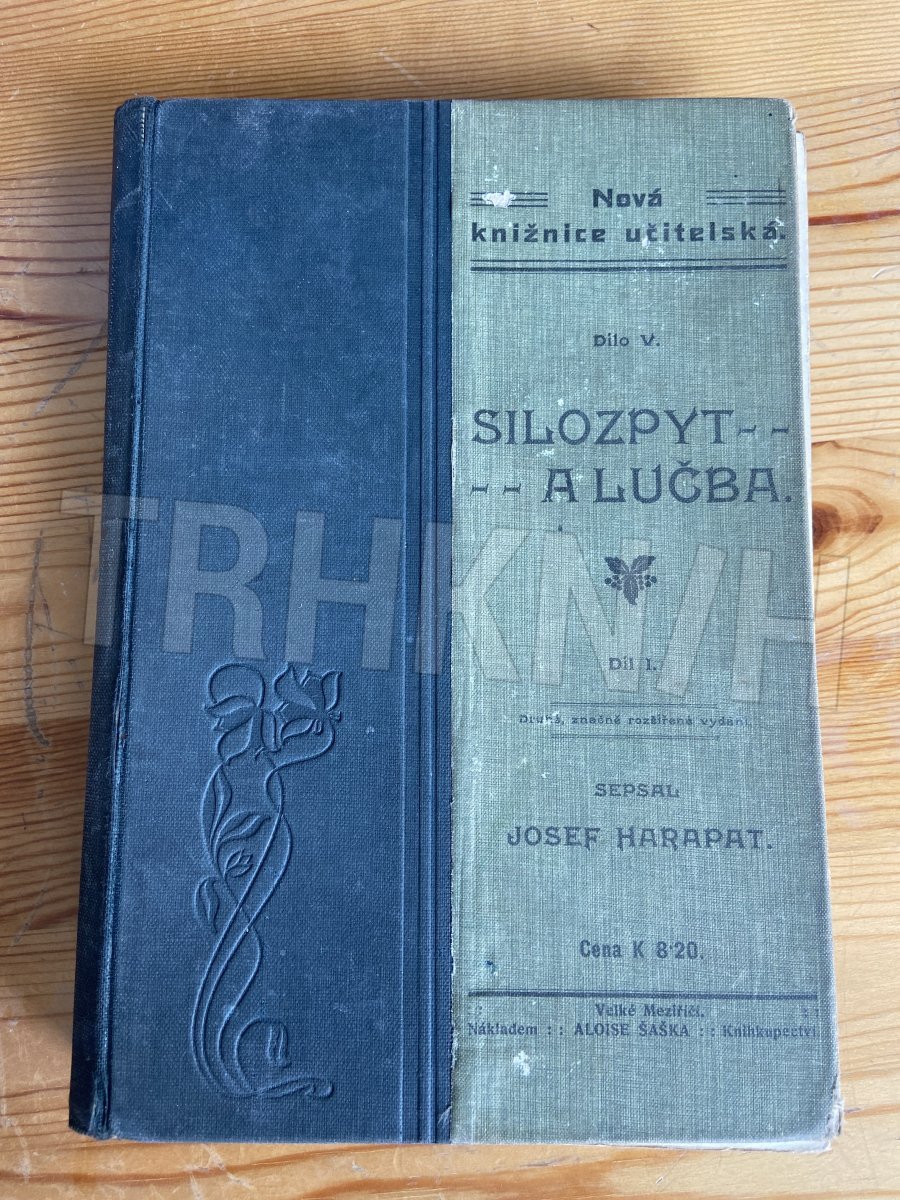 Nová
knižnice učitelská.
Dílo V.
SILOZPYT- -
- - A LUČBA.
TRHKNIH
Díl I.
Druhé, značně rozšířené vydání.
SEPSAL
JOSEF HARAPAT.
Cena K 8·20.
Velké Meziříčí.
Nákladem : : ALOISE ŠAŠKA : : Knihkupectví.